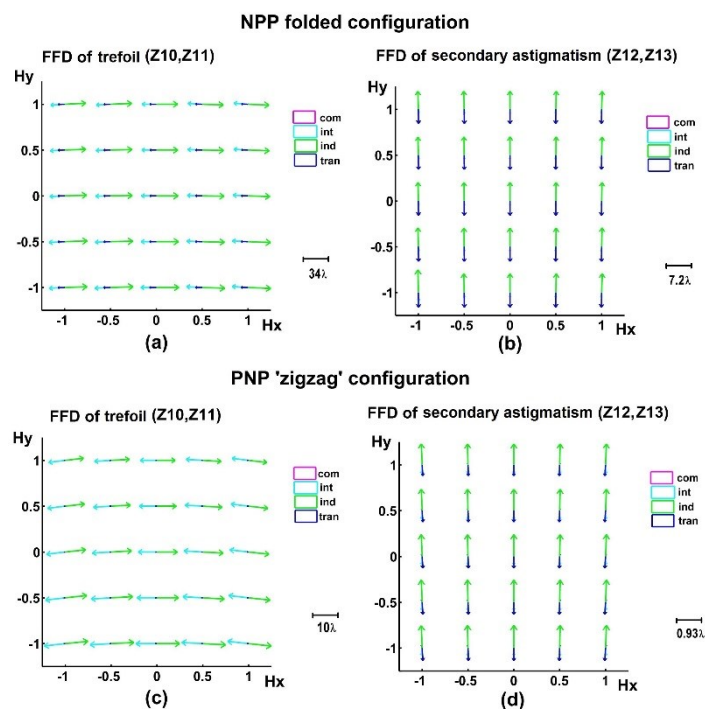 NPP folded configuration
FFD of trefoil (Z10,Z11)
Hy
1
0.5
0
-0.5
-1
-1 -0.5 0 0.5 1 Hx
com
int
ind
tran
34λ
(a)
FFD of secondary astigmatism (Z12,Z13)
Hy
1
0.5
0
-0.5
-1
-1 -0.5 0 0.5 1 Hx
com
int
ind
tran
7.2λ
(b)
PNP 'zigzag' configuration
FFD of trefoil (Z10,Z11)
Hy
1
0.5
0
-0.5
-1
-1 -0.5 0 0.5 1 Hx
com
int
ind
tran
10λ
(c)
FFD of secondary astigmatism (Z12,Z13)
Hy
1
0.5
0
-0.5
-1
-1 -0.5 0 0.5 1 Hx
com
int
ind
tran
0.93λ
(d)